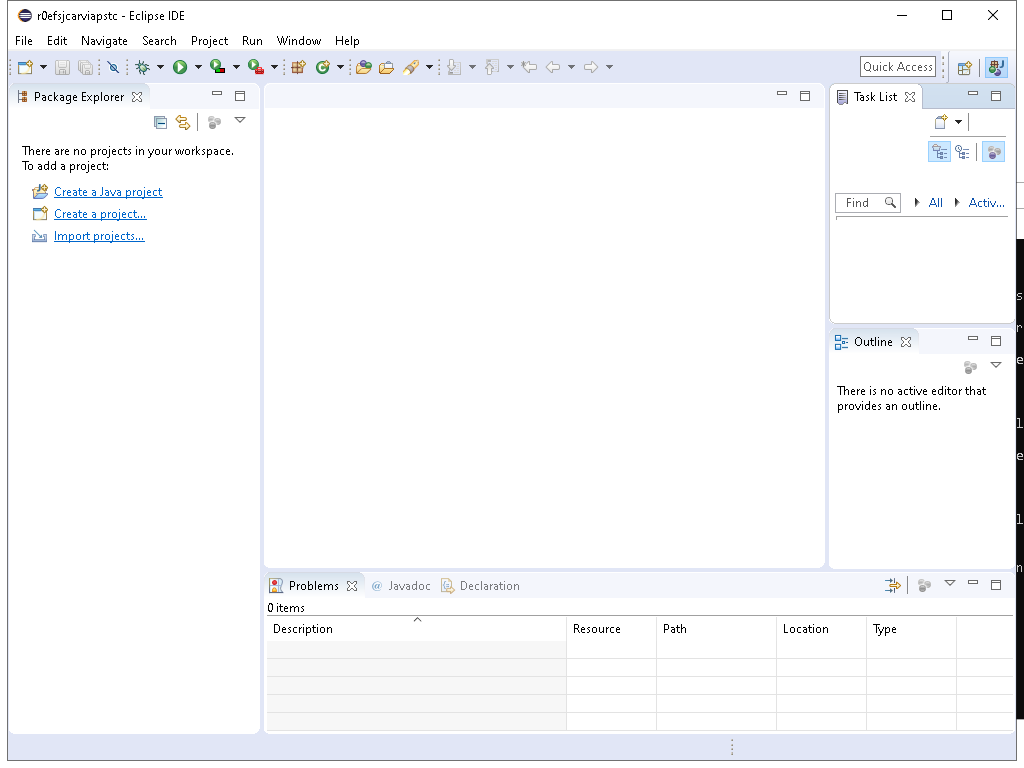 r0efsjcarviapstc - Eclipse IDE
File Edit Navigate Search Project Run Window Help
Quick Access
Package Explorer
There are no projects in your workspace.
To add a project:
Create a Java project
Create a project...
Import projects...
Task List
Find All Activ...
Outline
There is no active editor that
provides an outline.
Problems @ Javadoc Declaration
0 items
Description Resource Path Location Type
s
r
e
l
e
l
n